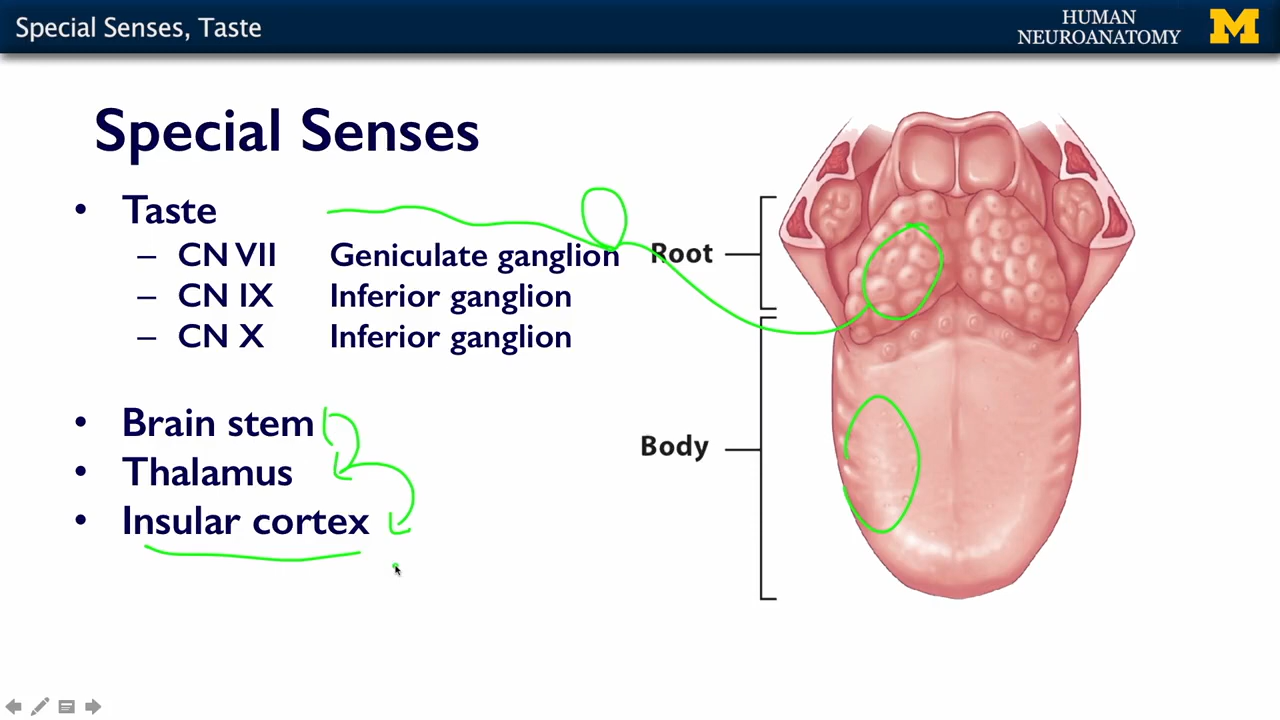 Special Senses, Taste
HUMAN
NEUROANATOMY
M
Special Senses
• Taste
– CN VII Geniculate ganglion
– CN IX Inferior ganglion
– CN X Inferior ganglion
• Brain stem
• Thalamus
• Insular cortex
Root
Body